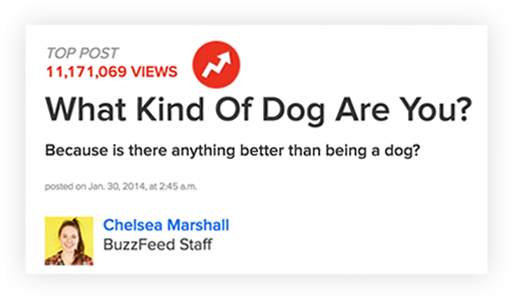 TOP POST
11,171,069 VIEWS
What Kind Of Dog Are You?
Because is there anything better than being a dog?
posted on Jan. 30, 2014, at 2:45 a.m.
Chelsea Marshall
BuzzFeed Staff